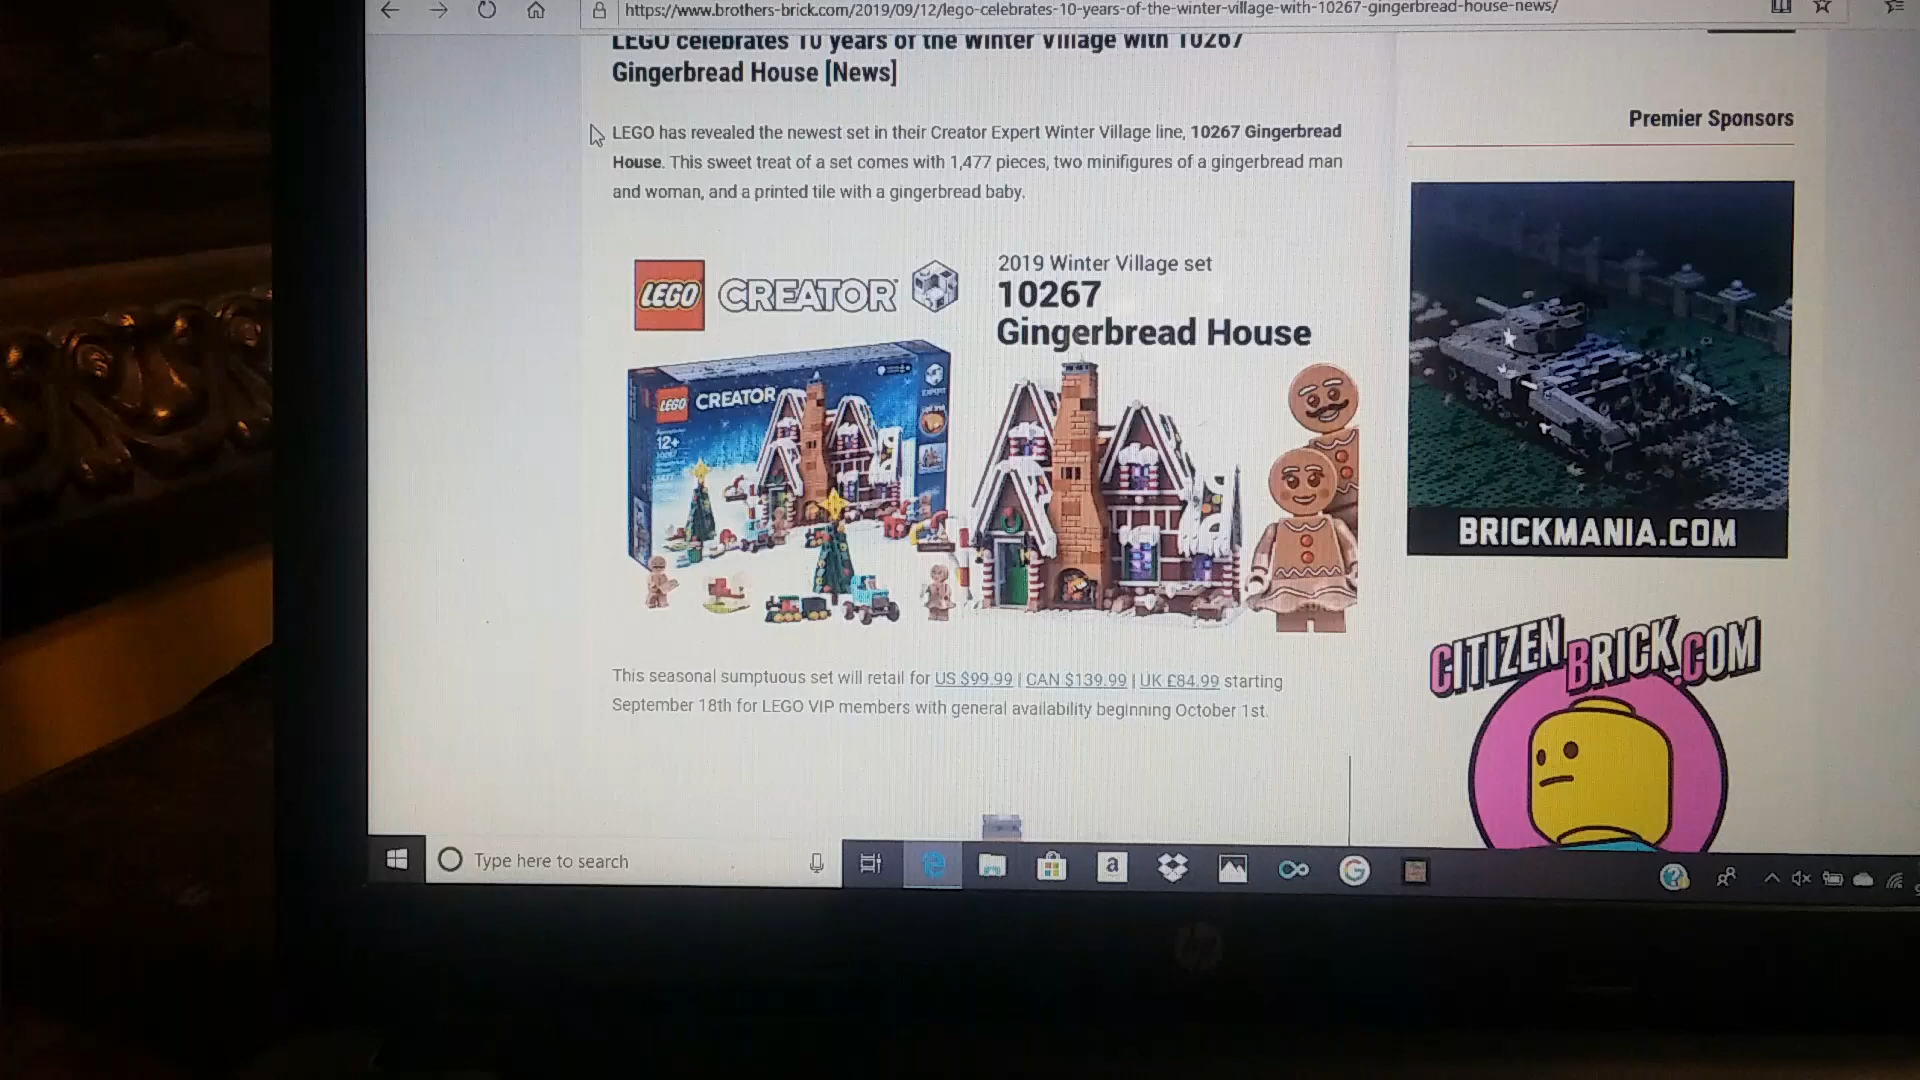 https://www.brothers-brick.com/2019/09/12/lego-celebrates-10-years-of-the-winter-village-with-10267-gingerbread-house-news/
LEGO celebrates 10 years of the Winter Village with 10267
Gingerbread House [News]
LEGO has revealed the newest set in their Creator Expert Winter Village line, 10267 Gingerbread
House. This sweet treat of a set comes with 1,477 pieces, two minifigures of a gingerbread man
and woman, and a printed tile with a gingerbread baby.
LEGO CREATOR
2019 Winter Village set
10267
Gingerbread House
LEGO CREATOR
12+
This seasonal sumptuous set will retail for US $99.99 | CAN $139.99 | UK £84.99 starting
September 18th for LEGO VIP members with general availability beginning October 1st.
Premier Sponsors
BRICKMANIA.COM
CITIZENBRICK.COM
Type here to search
a
G
hp